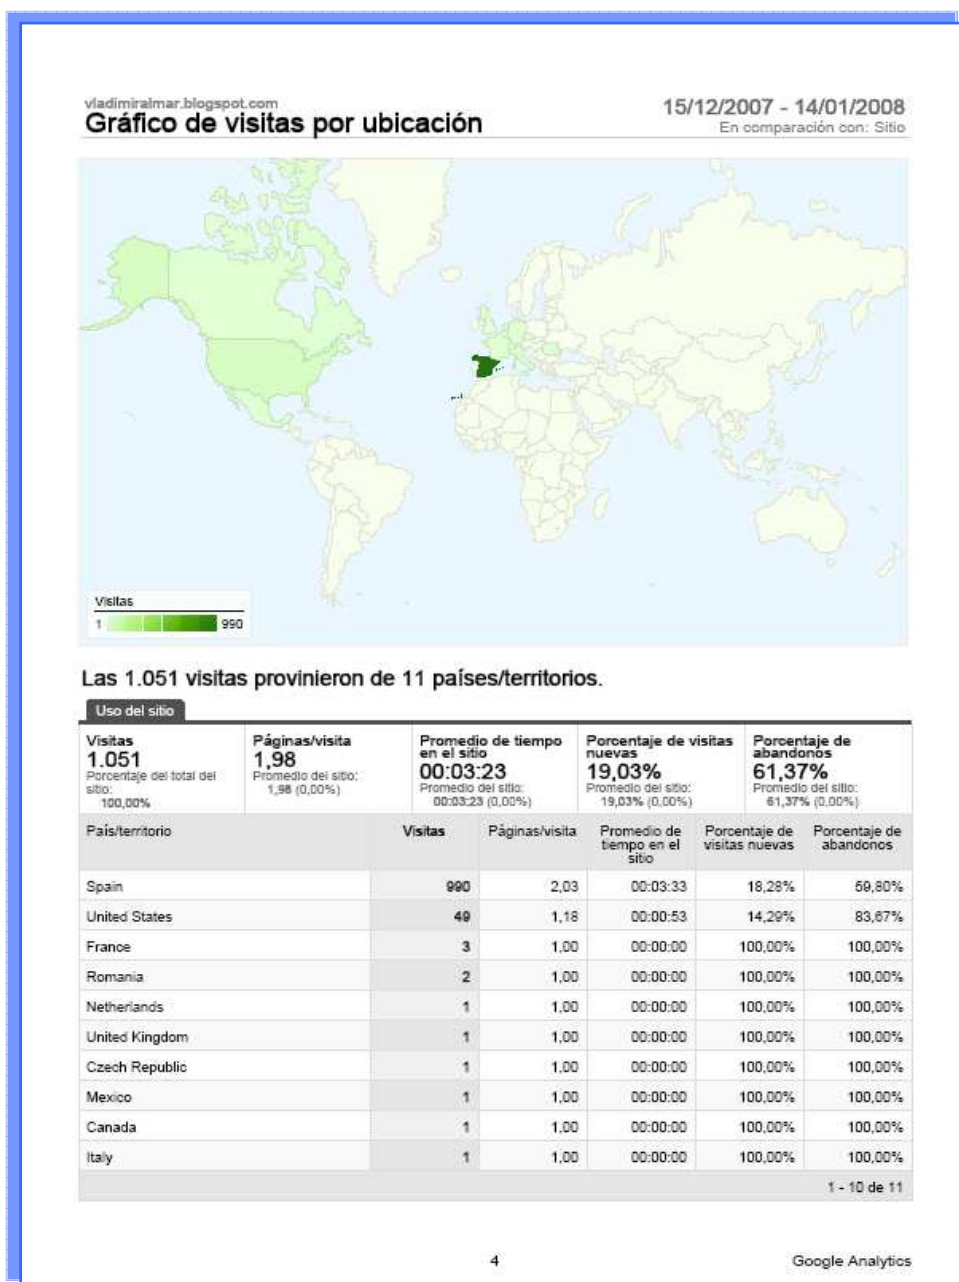 vladimiralmar.blogspot.com
Gráfico de visitas por ubicación
15/12/2007 - 14/01/2008
En comparación con: Sitio
Visitas
1 990
Las 1.051 visitas provinieron de 11 países/territorios.
Uso del sitio
Visitas
1.051
Porcentaje del total del
sitio:
100,00%
Páginas/visita
1,98
Promedio del sitio:
1,98 (0,00%)
Promedio de tiempo
en el sitio
00:03:23
Promedio del sitio:
00:03:23 (0,00%)
Porcentaje de visitas
nuevas
19,03%
Promedio del sitio:
19,03% (0,00%)
Porcentaje de
abandonos
61,37%
Promedio del sitio:
61,37% (0,00%)
País/territorio Visitas Páginas/visita Promedio de tiempo en el sitio Porcentaje de visitas nuevas Porcentaje de abandonos
Spain 990 2,03 00:03:33 18,28% 59,80%
United States 49 1,18 00:00:53 14,29% 83,67%
France 3 1,00 00:00:00 100,00% 100,00%
Romania 2 1,00 00:00:00 100,00% 100,00%
Netherlands 1 1,00 00:00:00 100,00% 100,00%
United Kingdom 1 1,00 00:00:00 100,00% 100,00%
Czech Republic 1 1,00 00:00:00 100,00% 100,00%
Mexico 1 1,00 00:00:00 100,00% 100,00%
Canada 1 1,00 00:00:00 100,00% 100,00%
Italy 1 1,00 00:00:00 100,00% 100,00%
1 - 10 de 11
4
Google Analytics